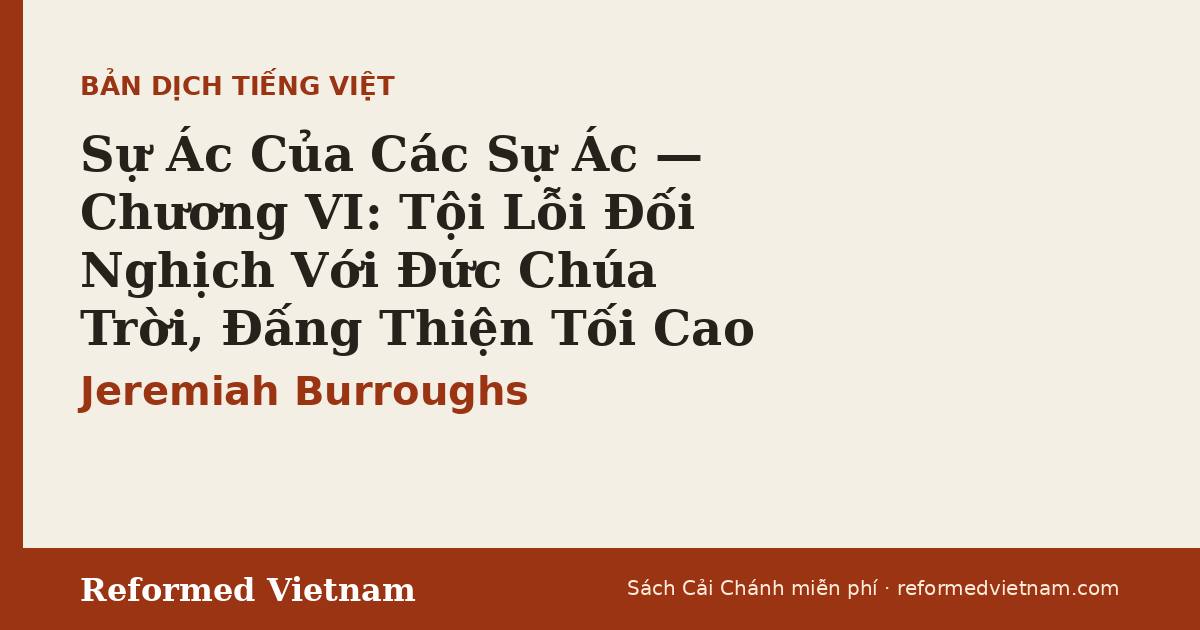 BẢN DỊCH TIẾNG VIỆT
Sự Ác Của Các Sự Ác —
Chương VI: Tội Lỗi Đối
Nghịch Với Đức Chúa
Trời, Đấng Thiện Tối Cao
Jeremiah Burroughs
Reformed Vietnam
Sách Cải Chánh miễn phí · reformedvietnam.com